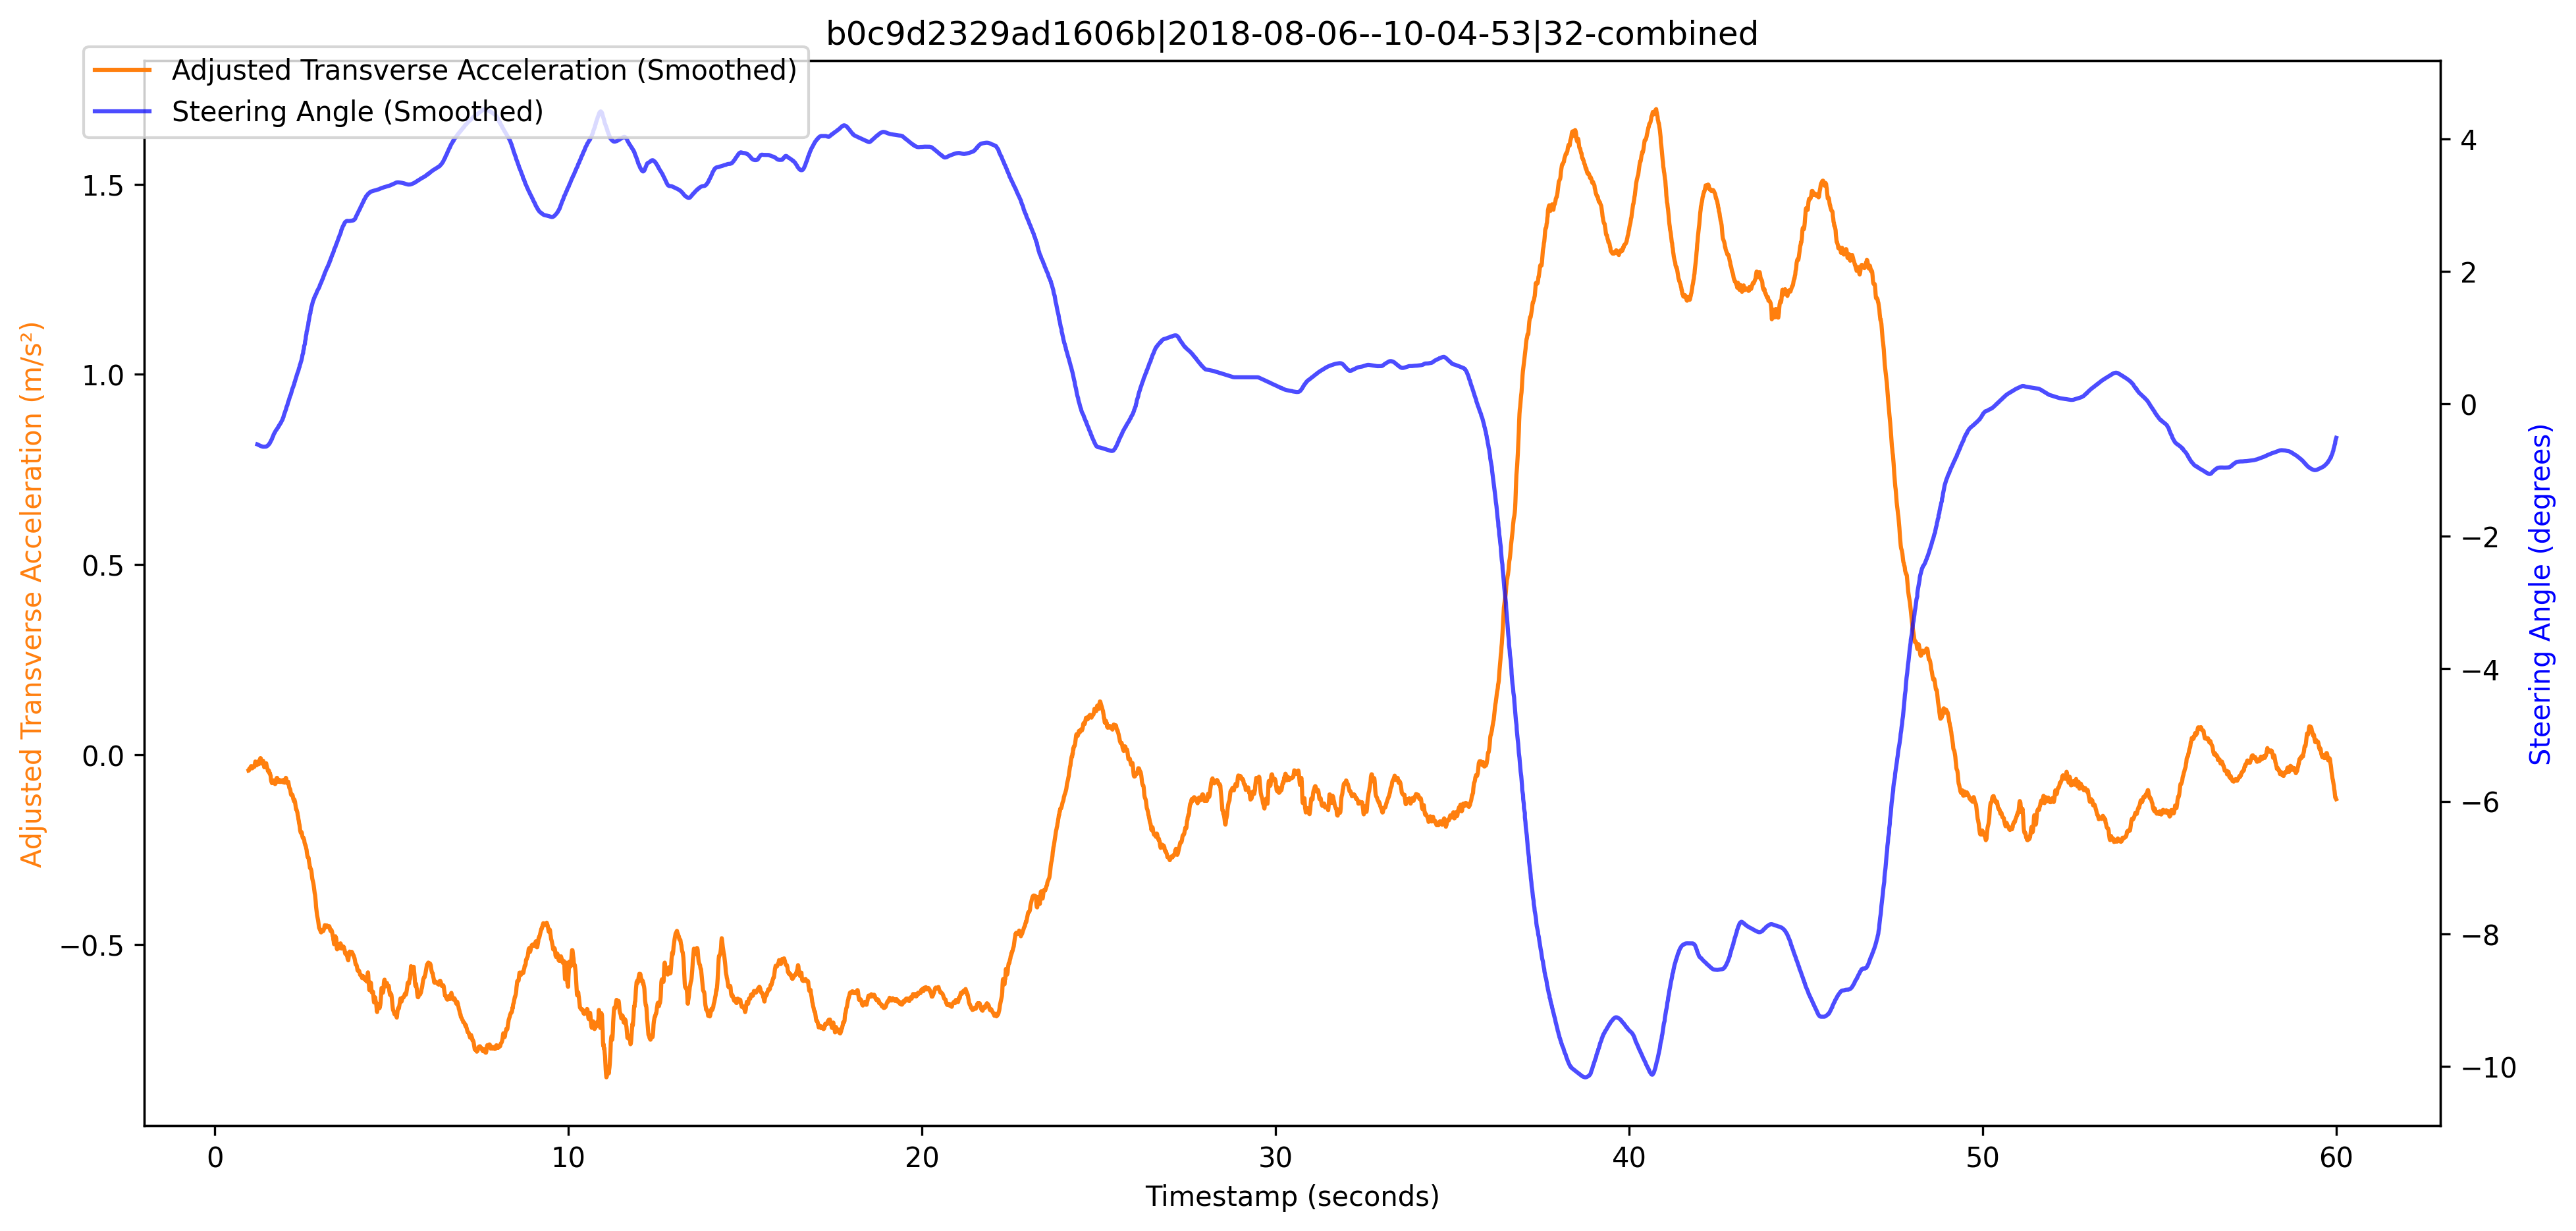 b0c9d2329ad1606b|2018-08-06--10-04-53|32-combined
Adjusted Transverse Acceleration (Smoothed)
Steering Angle (Smoothed)
Adjusted Transverse Acceleration (m/s²)
1.5
1.0
0.5
0.0
−0.5
4
2
0
−2
−4
−6
−8
−10
Steering Angle (degrees)
0 10 20 30 40 50 60
Timestamp (seconds)